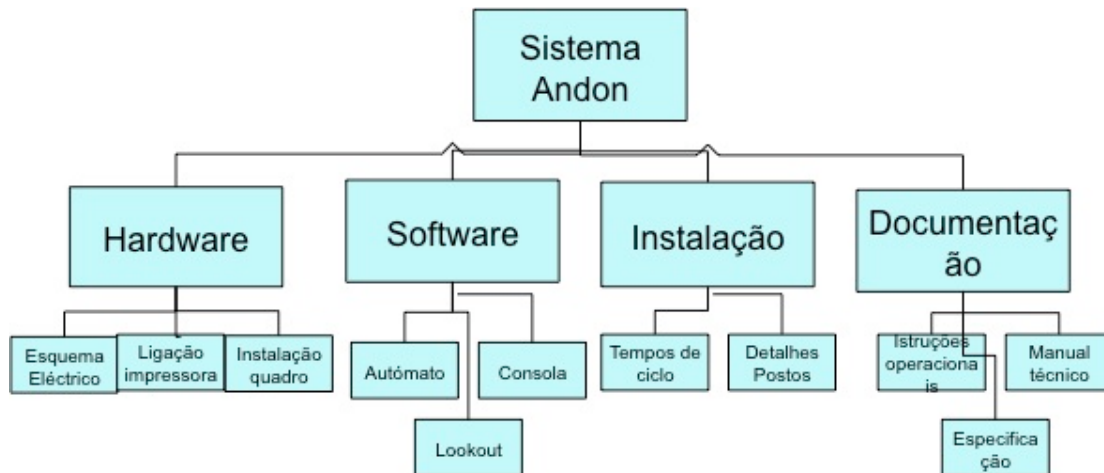 Sistema
Andon
Hardware
Software
Instalação
Documentaç
ão
Esquema
Eléctrico
Ligação
impressora
Instalação
quadro
Autómato
Consola
Lookout
Tempos de
ciclo
Detalhes
Postos
Istruções
operaciona
is
Manual
técnico
Especifica
ção